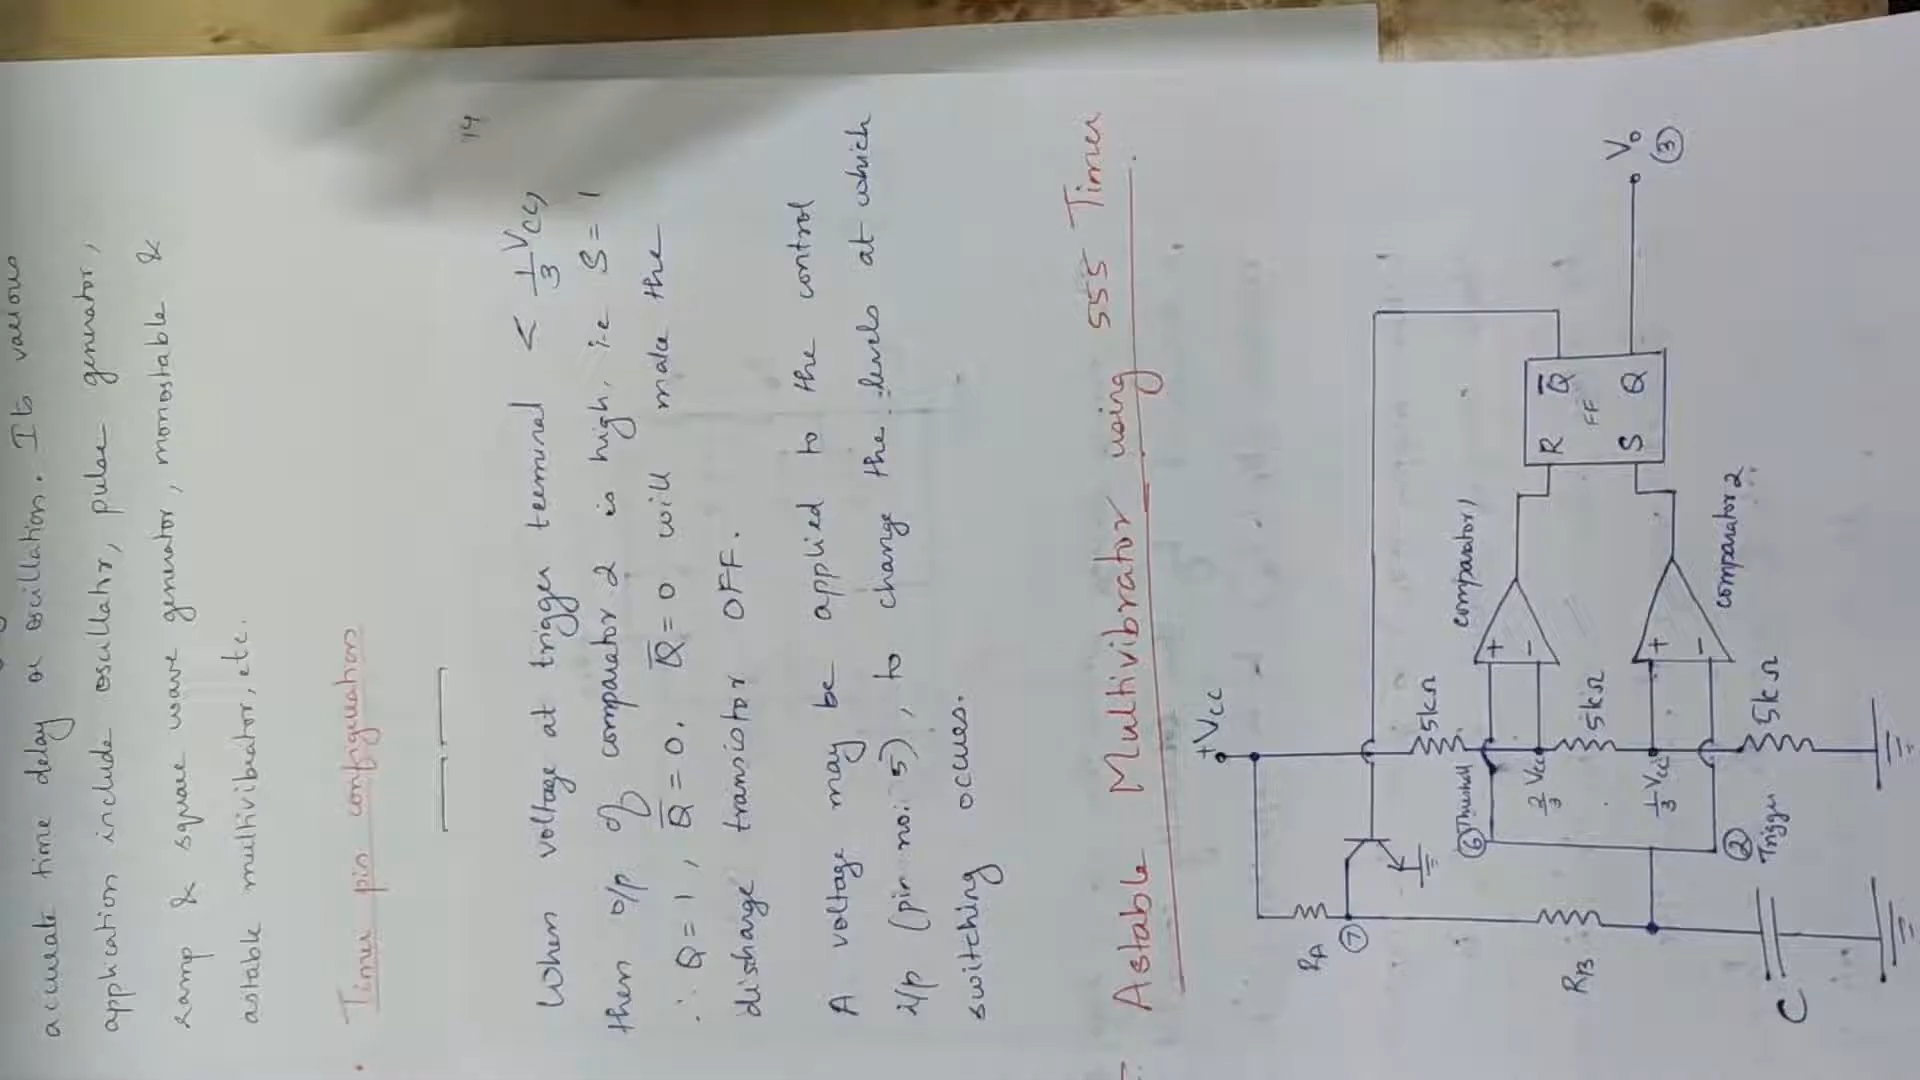 accurate time delay or oscillation. Its various
application include oscillator, pulse generator,
ramp & square wave generator, monostable &
astable multivibrator, etc.
Timer pin configuration
14
When voltage at trigger terminal < 1/3 VCC,
then o/p of comparator 2 is high. i.e S = 1
∴ Q = 1, Q̅ = 0. Q̅ = 0 will make the
discharge transistor OFF.
A voltage may be applied to the control
i/p (pin no: 5), to change the levels at which
switching occurs.
Astable Multivibrator using 555 Timer.
+VCC
RA
⑦
RB
C
⑥ Threshold
2/3 VCC
1/3 VCC
② Trigger
5kΩ
5kΩ
5kΩ
+
-
comparator 1
+
-
comparator 2
R Q̅
FF
S Q
Vo
③